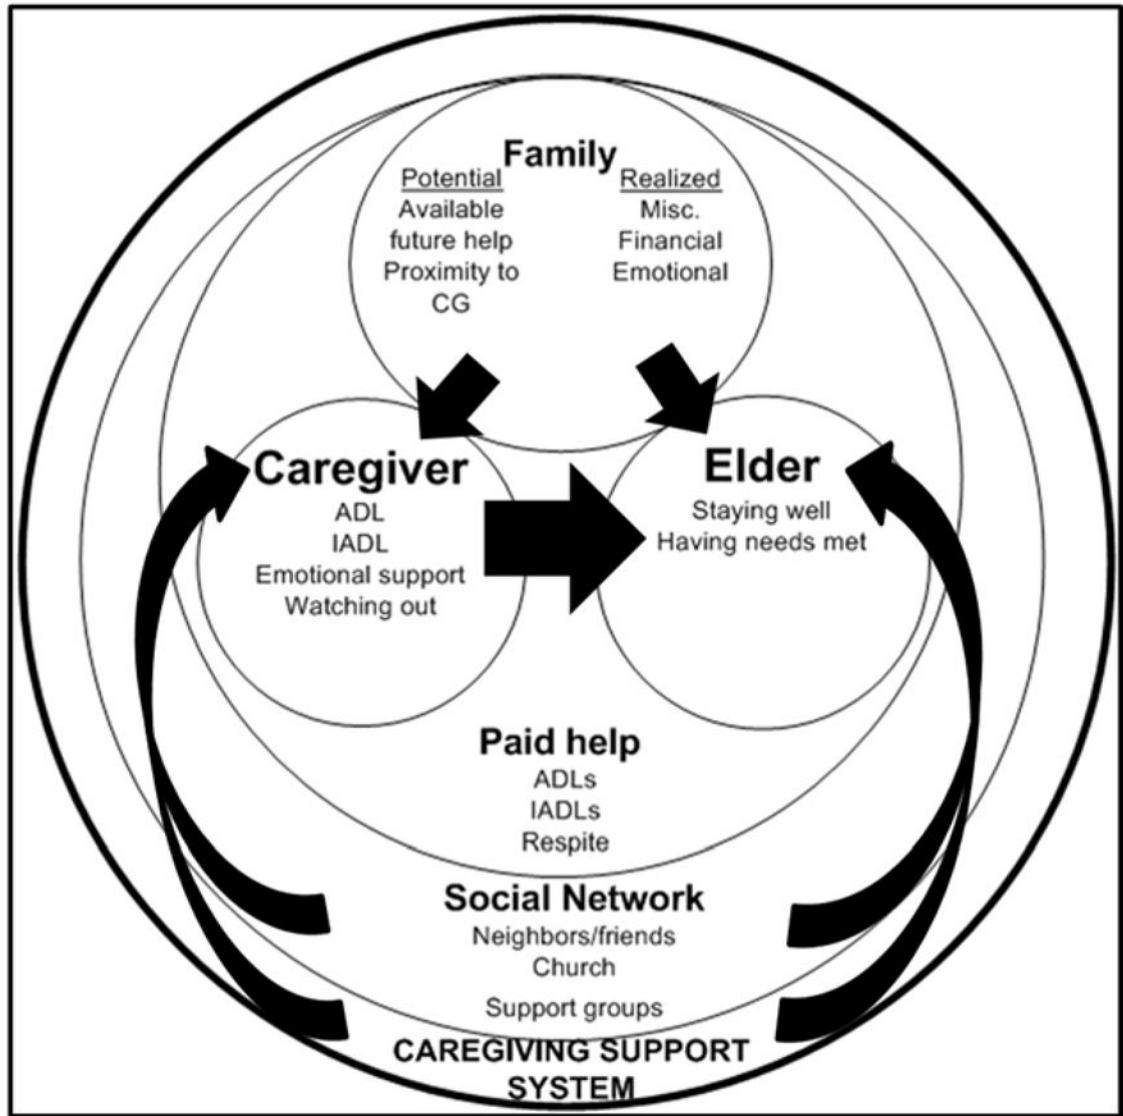 Family
Potential
Available
future help
Proximity to
CG
Realized
Misc.
Financial
Emotional
Caregiver
ADL
IADL
Emotional support
Watching out
Elder
Staying well
Having needs met
Paid help
ADLs
IADLs
Respite
Social Network
Neighbors/friends
Church
Support groups
CAREGIVING SUPPORT
SYSTEM